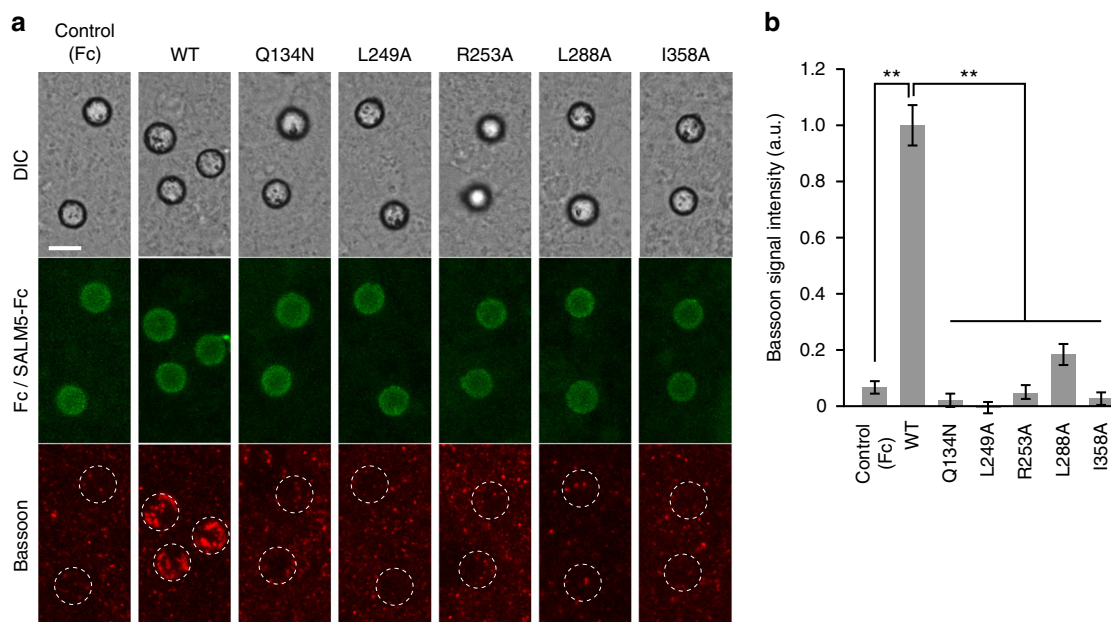 a
Control
(Fc)
WT
Q134N
L249A
R253A
L288A
I358A
DIC
Fc / SALM5-Fc
Bassoon
b
Bassoon signal intensity (a.u.)
1.2
1.0
0.8
0.6
0.4
0.2
0
**
**
Control
(Fc)
WT
Q134N
L249A
R253A
L288A
I358A